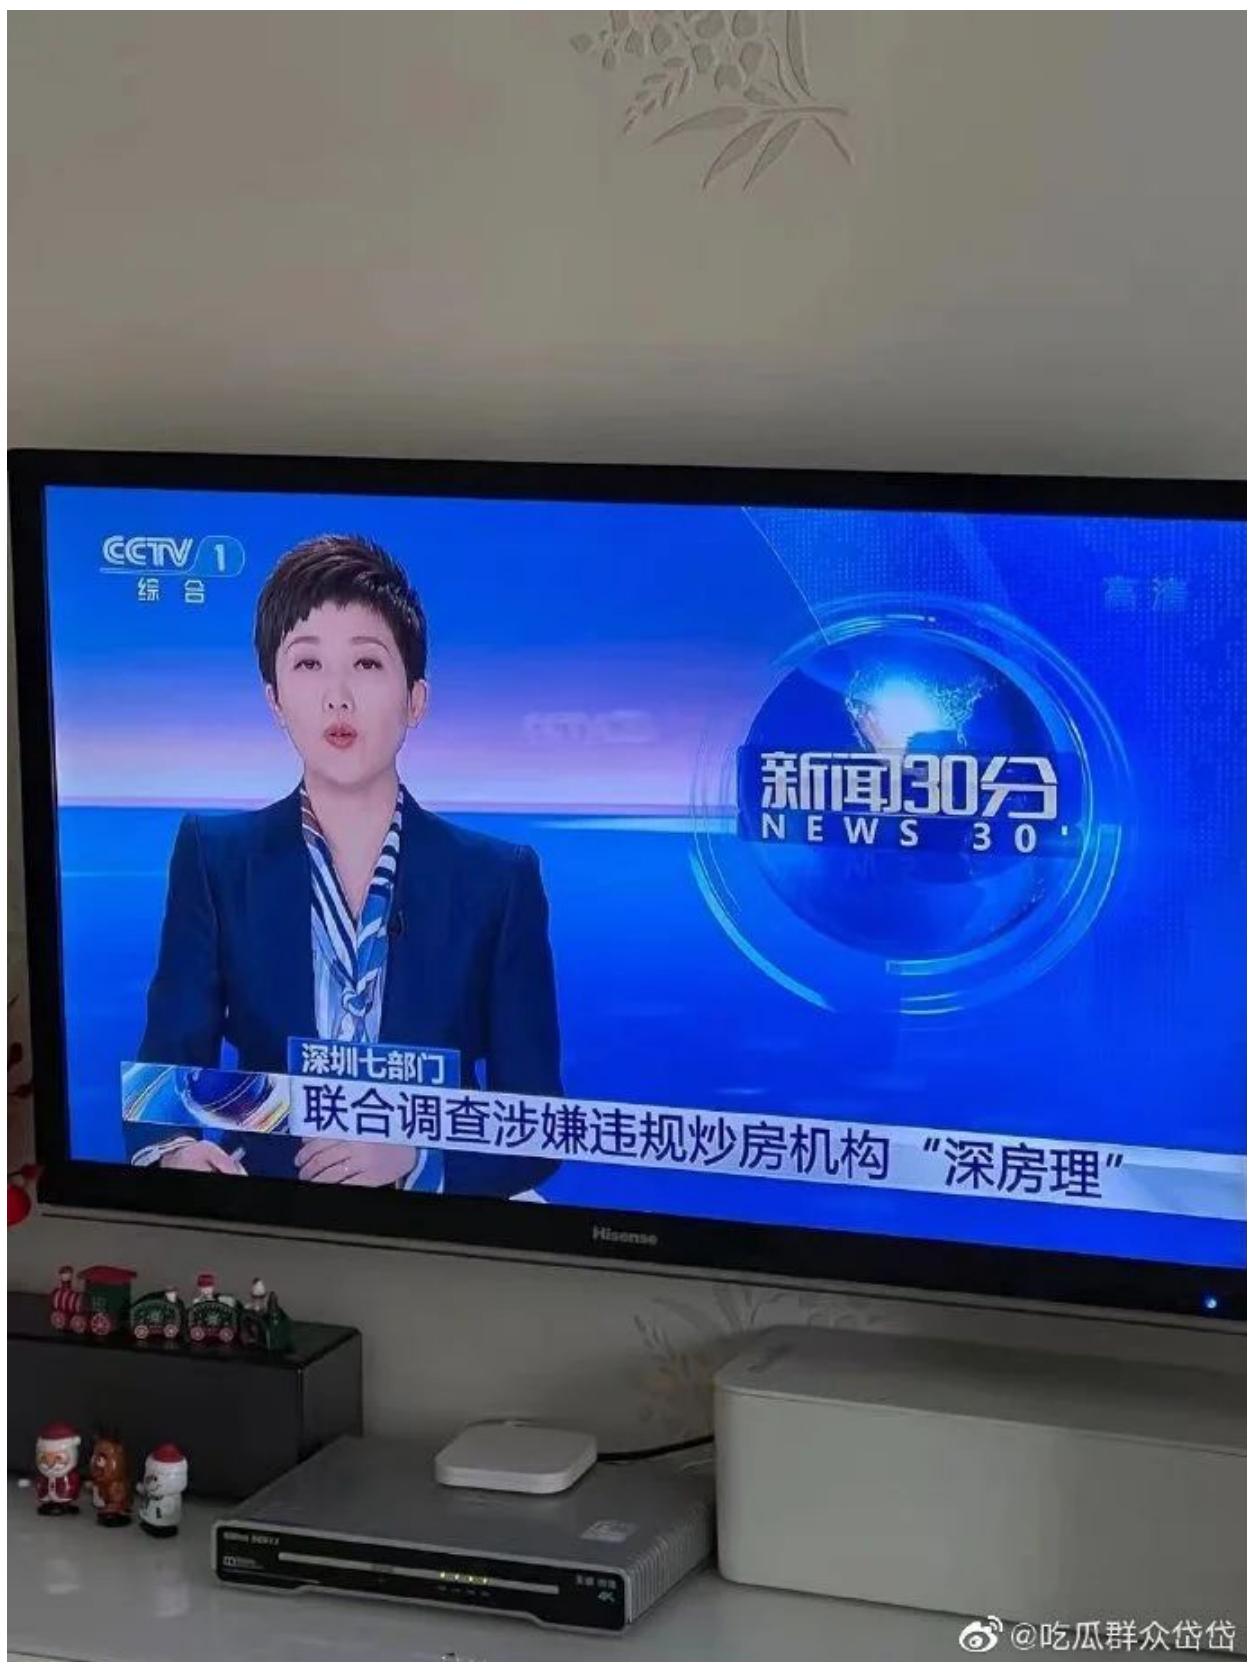 CCTV 1
综合
高清
新闻30分
NEWS 30'
深圳七部门
联合调查涉嫌违规炒房机构 “深房理”
Hisense
4K
@吃瓜群众岱岱